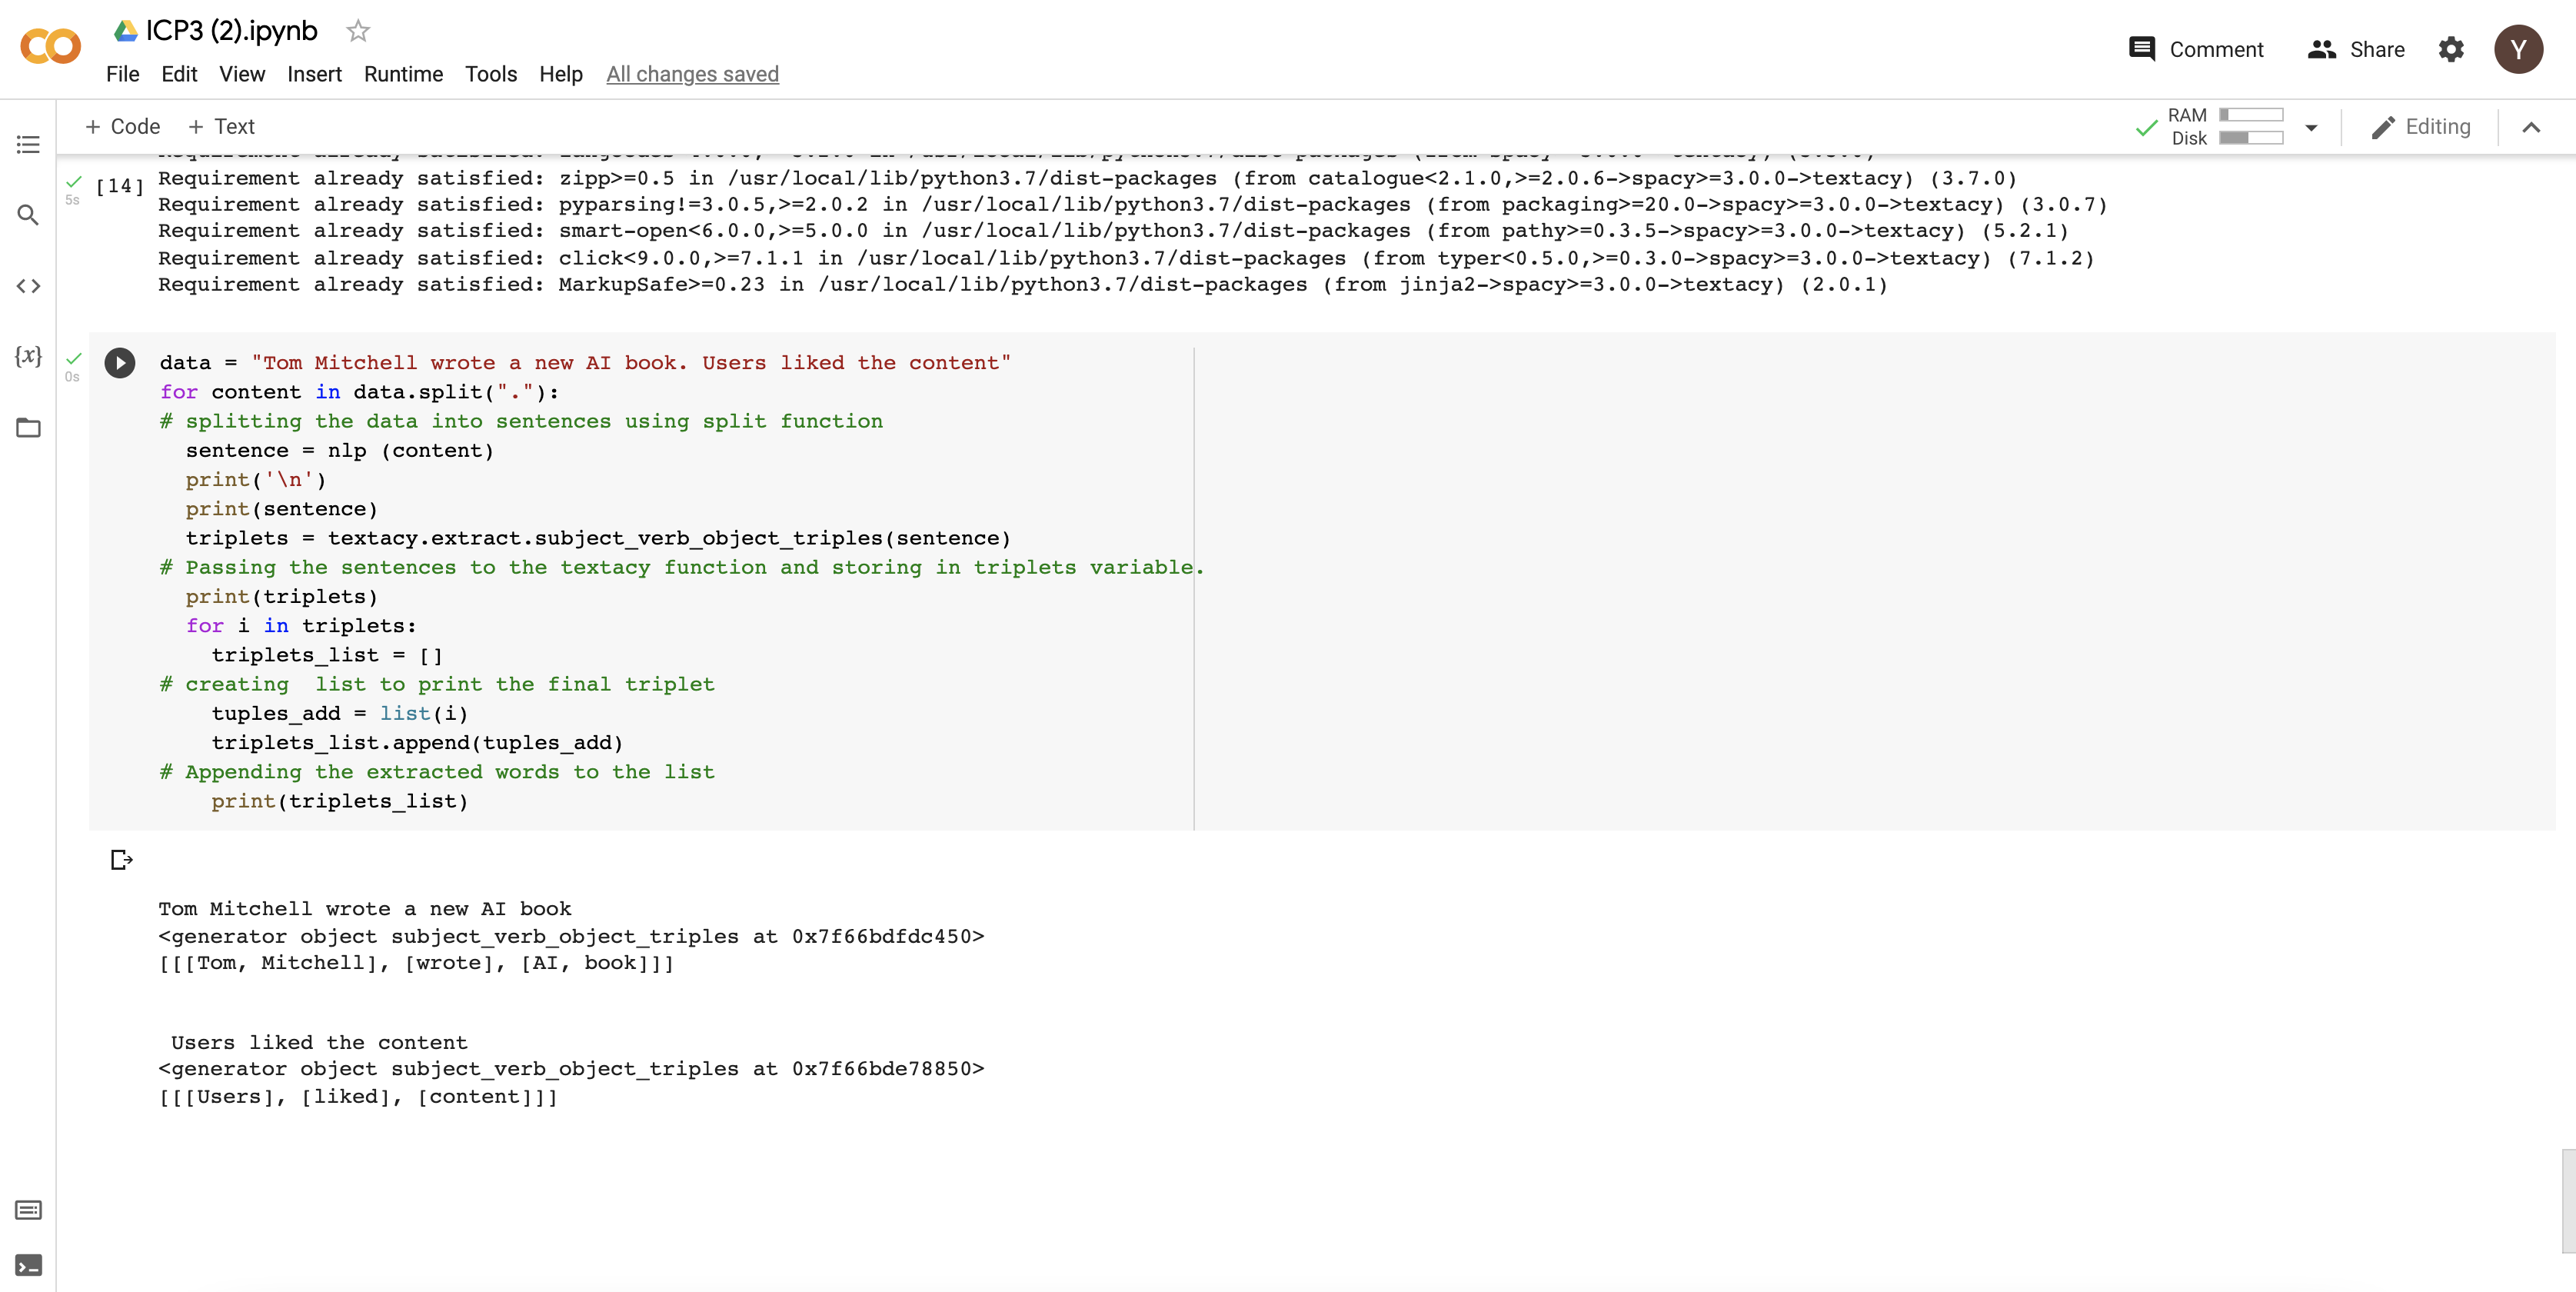 ICP3 (2).ipynb
File Edit View Insert Runtime Tools Help All changes saved
Comment Share Y
+ Code + Text
RAM
Disk
Editing
5s
[14]
Requirement already satisfied: zipp>=0.5 in /usr/local/lib/python3.7/dist-packages (from catalogue<2.1.0,>=2.0.6->spacy>=3.0.0->textacy) (3.7.0)
Requirement already satisfied: pyparsing!=3.0.5,>=2.0.2 in /usr/local/lib/python3.7/dist-packages (from packaging>=20.0->spacy>=3.0.0->textacy) (3.0.7)
Requirement already satisfied: smart-open<6.0.0,>=5.0.0 in /usr/local/lib/python3.7/dist-packages (from pathy>=0.3.5->spacy>=3.0.0->textacy) (5.2.1)
Requirement already satisfied: click<9.0.0,>=7.1.1 in /usr/local/lib/python3.7/dist-packages (from typer<0.5.0,>=0.3.0->spacy>=3.0.0->textacy) (7.1.2)
Requirement already satisfied: MarkupSafe>=0.23 in /usr/local/lib/python3.7/dist-packages (from jinja2->spacy>=3.0.0->textacy) (2.0.1)
{x}
0s
data = "Tom Mitchell wrote a new AI book. Users liked the content"
for content in data.split("."):
# splitting the data into sentences using split function
  sentence = nlp (content)
  print('\n')
  print(sentence)
  triplets = textacy.extract.subject_verb_object_triples(sentence)
# Passing the sentences to the textacy function and storing in triplets variable.
  print(triplets)
  for i in triplets:
    triplets_list = []
# creating  list to print the final triplet
    tuples_add = list(i)
    triplets_list.append(tuples_add)
# Appending the extracted words to the list
    print(triplets_list)
Tom Mitchell wrote a new AI book
<generator object subject_verb_object_triples at 0x7f66bdfdc450>
[[[Tom, Mitchell], [wrote], [AI, book]]]
 Users liked the content
<generator object subject_verb_object_triples at 0x7f66bde78850>
[[[Users], [liked], [content]]]